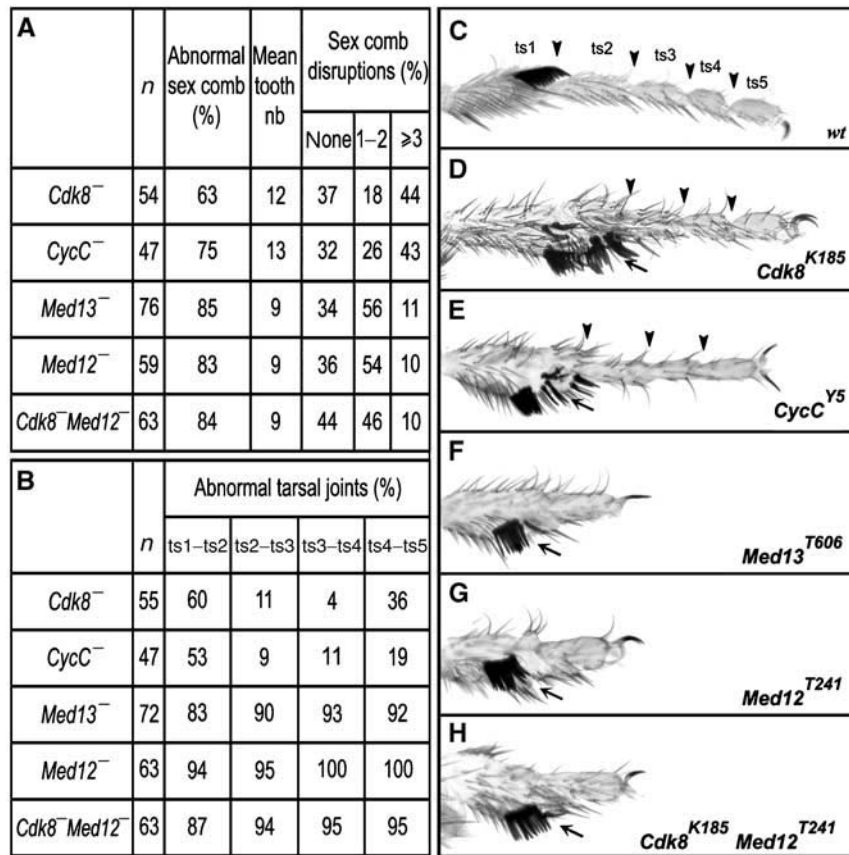 A
n
Abnormal sex comb (%)
Mean tooth nb
Sex comb disruptions (%)
None 1–2 ⩾3
Cdk8⁻ 54 63 12 37 18 44
CycC⁻ 47 75 13 32 26 43
Med13⁻ 76 85 9 34 56 11
Med12⁻ 59 83 9 36 54 10
Cdk8⁻Med12⁻ 63 84 9 44 46 10
B
n
Abnormal tarsal joints (%)
ts1–ts2 ts2–ts3 ts3–ts4 ts4–ts5
Cdk8⁻ 55 60 11 4 36
CycC⁻ 47 53 9 11 19
Med13⁻ 72 83 90 93 92
Med12⁻ 63 94 95 100 100
Cdk8⁻Med12⁻ 63 87 94 95 95
C
ts1 ts2 ts3 ts4 ts5
wt
D
Cdk8 K185
E
CycC Y5
F
Med13 T606
G
Med12 T241
H
Cdk8 K185 Med12 T241